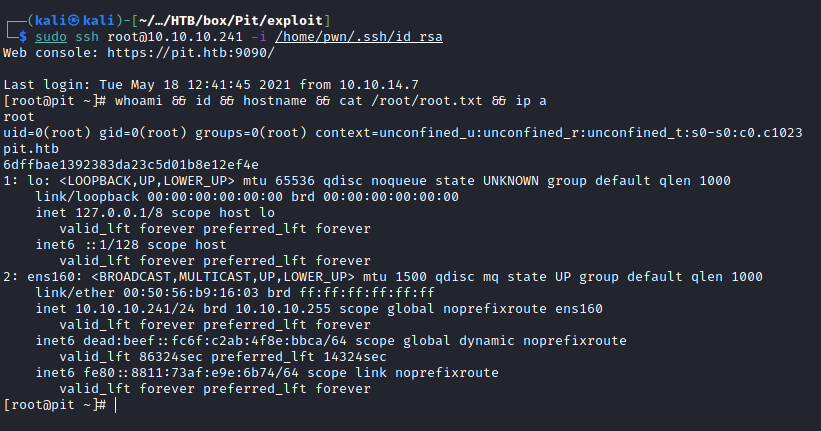 ┌──(kali㉿kali)-[~/…/HTB/box/Pit/exploit]
└─$ sudo ssh root@10.10.10.241 -i /home/pwn/.ssh/id_rsa
Web console: https://pit.htb:9090/
Last login: Tue May 18 12:41:45 2021 from 10.10.14.7
[root@pit ~]# whoami && id && hostname && cat /root/root.txt && ip a
root
uid=0(root) gid=0(root) groups=0(root) context=unconfined_u:unconfined_r:unconfined_t:s0-s0:c0.c1023
pit.htb
6dffbae1392383da23c5d01b8e12ef4e
1: lo: <LOOPBACK,UP,LOWER_UP> mtu 65536 qdisc noqueue state UNKNOWN group default qlen 1000
    link/loopback 00:00:00:00:00:00 brd 00:00:00:00:00:00
    inet 127.0.0.1/8 scope host lo
       valid_lft forever preferred_lft forever
    inet6 ::1/128 scope host
       valid_lft forever preferred_lft forever
2: ens160: <BROADCAST,MULTICAST,UP,LOWER_UP> mtu 1500 qdisc mq state UP group default qlen 1000
    link/ether 00:50:56:b9:16:03 brd ff:ff:ff:ff:ff:ff
    inet 10.10.10.241/24 brd 10.10.10.255 scope global noprefixroute ens160
       valid_lft forever preferred_lft forever
    inet6 dead:beef::fc6f:c2ab:4f8e:bbca/64 scope global dynamic noprefixroute
       valid_lft 86324sec preferred_lft 14324sec
    inet6 fe80::8811:73af:e9e:6b74/64 scope link noprefixroute
       valid_lft forever preferred_lft forever
[root@pit ~]#